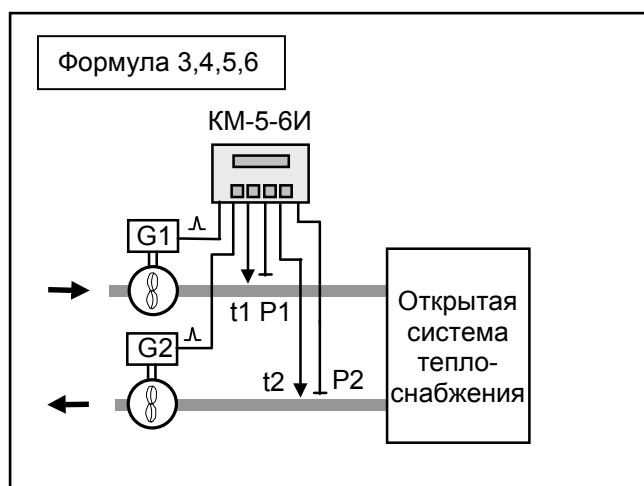 Формула 3,4,5,6
КМ-5-6И
G1
t1 P1
G2
t2
P2
Открытая
система
тепло-
снабжения